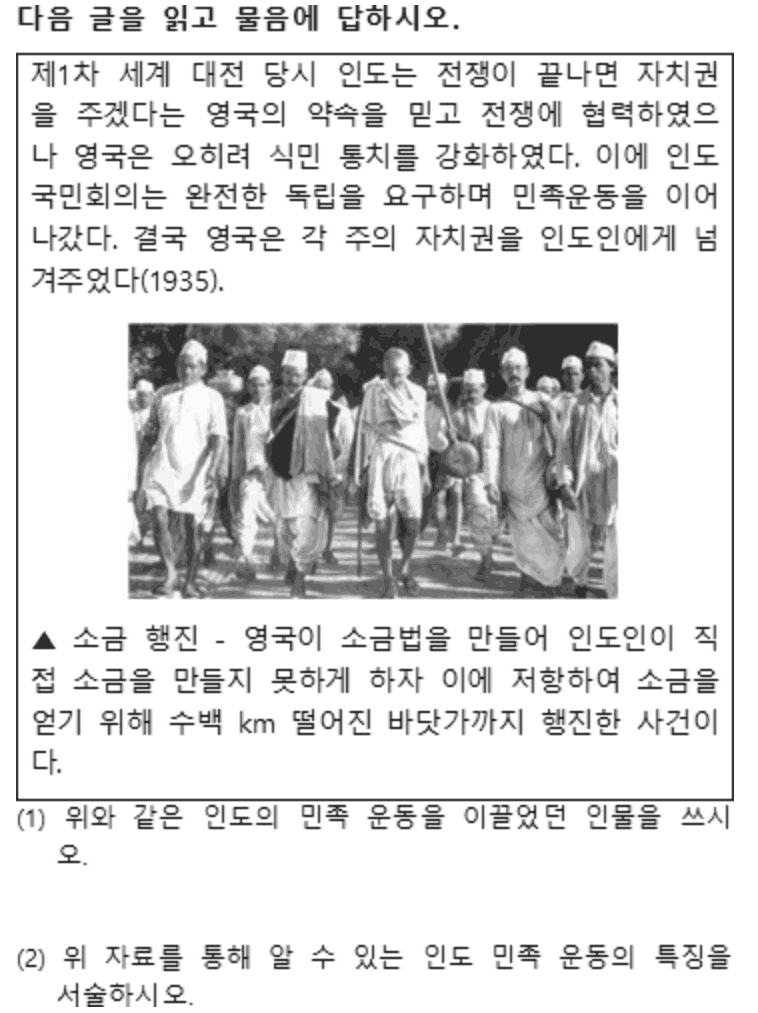 다음 글을 읽고 물음에 답하시오.
제1차 세계 대전 당시 인도는 전쟁이 끝나면 자치권
을 주겠다는 영국의 약속을 믿고 전쟁에 협력하였으
나 영국은 오히려 식민 통치를 강화하였다. 이에 인도
국민회의는 완전한 독립을 요구하며 민족운동을 이어
나갔다. 결국 영국은 각 주의 자치권을 인도인에게 넘
겨주었다(1935).
▲ 소금 행진 - 영국이 소금법을 만들어 인도인이 직
접 소금을 만들지 못하게 하자 이에 저항하여 소금을
얻기 위해 수백 km 떨어진 바닷가까지 행진한 사건이
다.
(1) 위와 같은 인도의 민족 운동을 이끌었던 인물을 쓰시
오.
(2) 위 자료를 통해 알 수 있는 인도 민족 운동의 특징을
서술하시오.